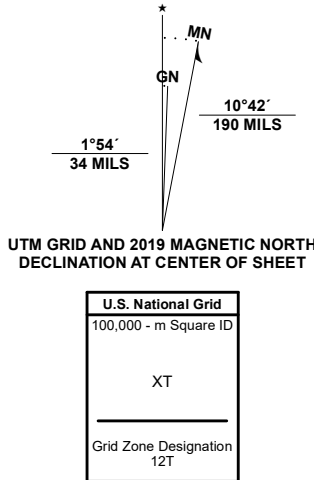 ★
MN
GN
1°54´
34 MILS
10°42´
190 MILS
UTM GRID AND 2019 MAGNETIC NORTH
DECLINATION AT CENTER OF SHEET
U.S. National Grid
100,000 - m Square ID
XT
Grid Zone Designation
12T